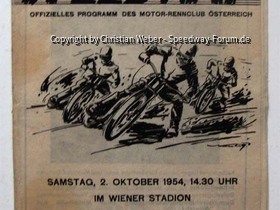 OFFIZIELLES PROGRAMM DES MOTOR-RENNCLUB ÖSTERREICH
Copyright by Christian Weber - Speedway-Forum.de
SAMSTAG, 2. OKTOBER 1954, 14.30 UHR
IM WIENER STADION